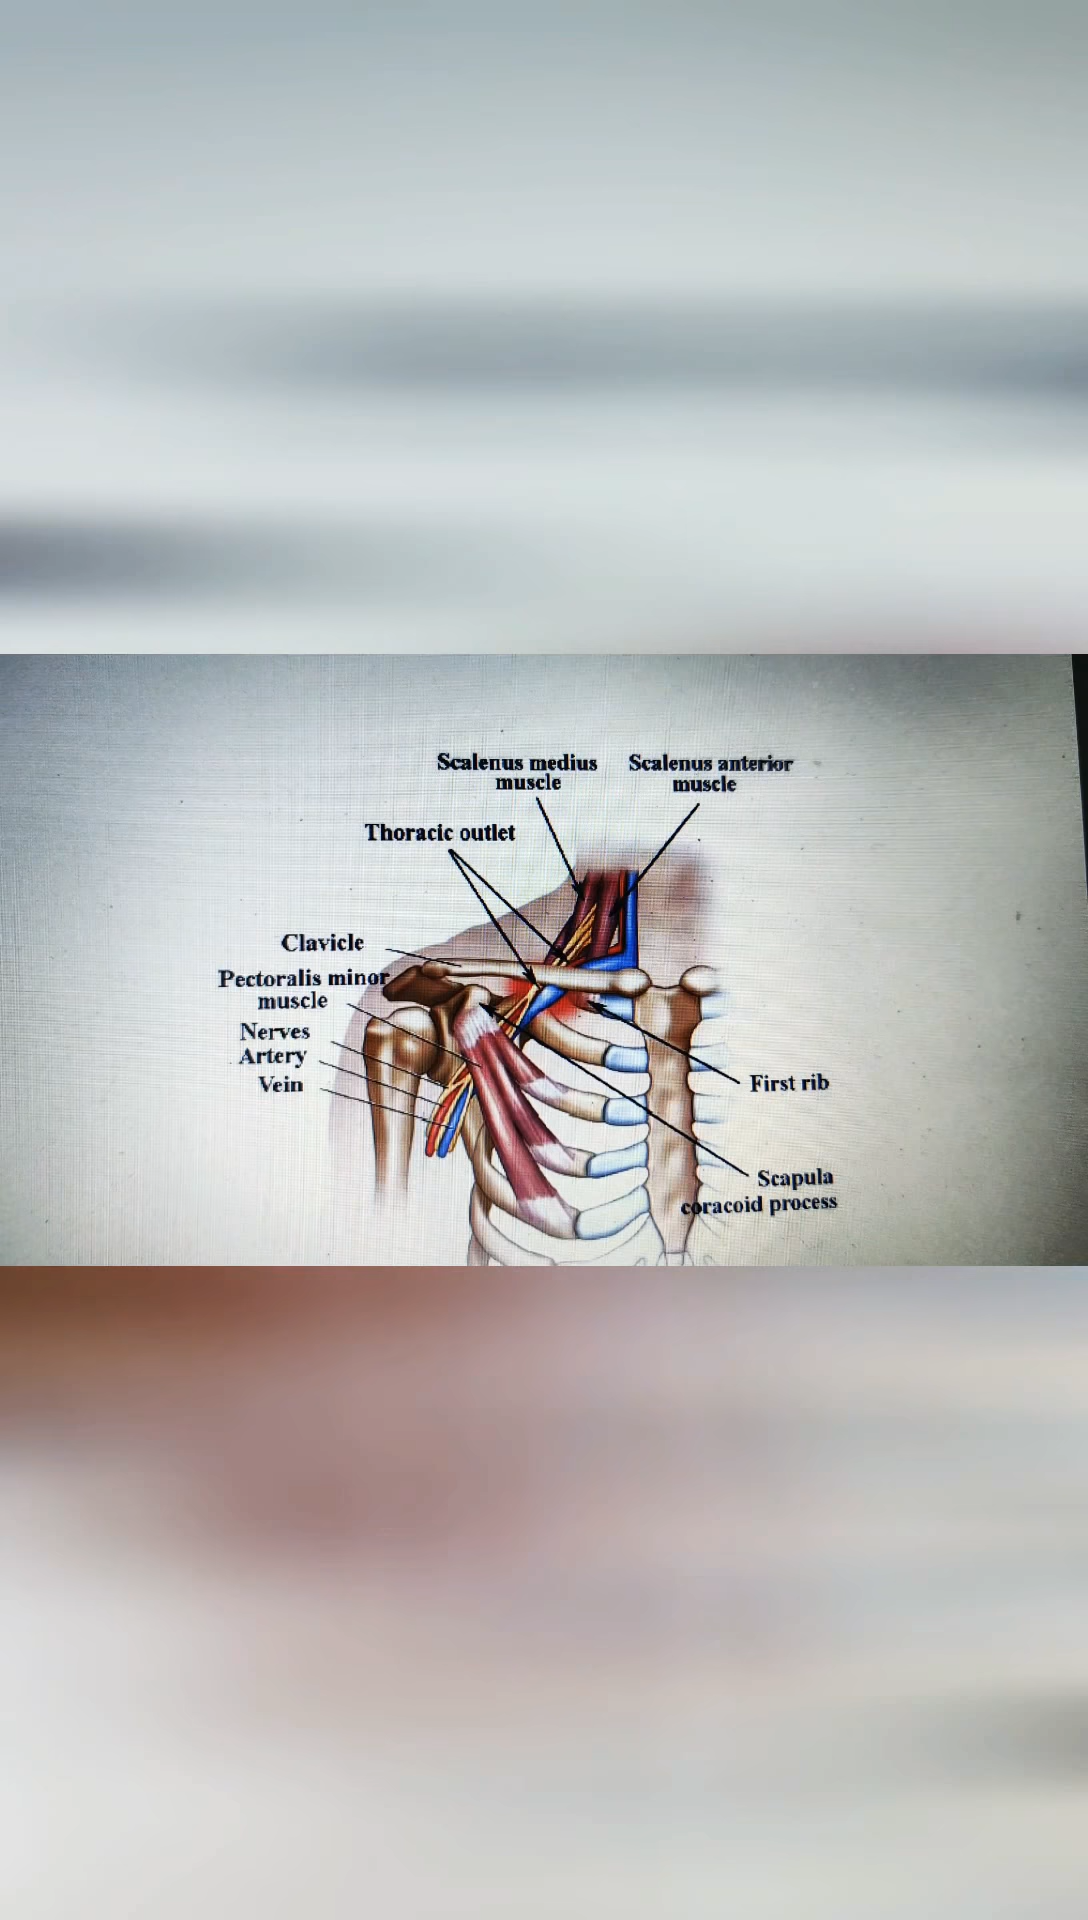 Scalenus medius
muscle
Scalenus anterior
muscle
Thoracic outlet
Clavicle
Pectoralis minor
muscle
Nerves
Artery
Vein
First rib
Scapula
coracoid process